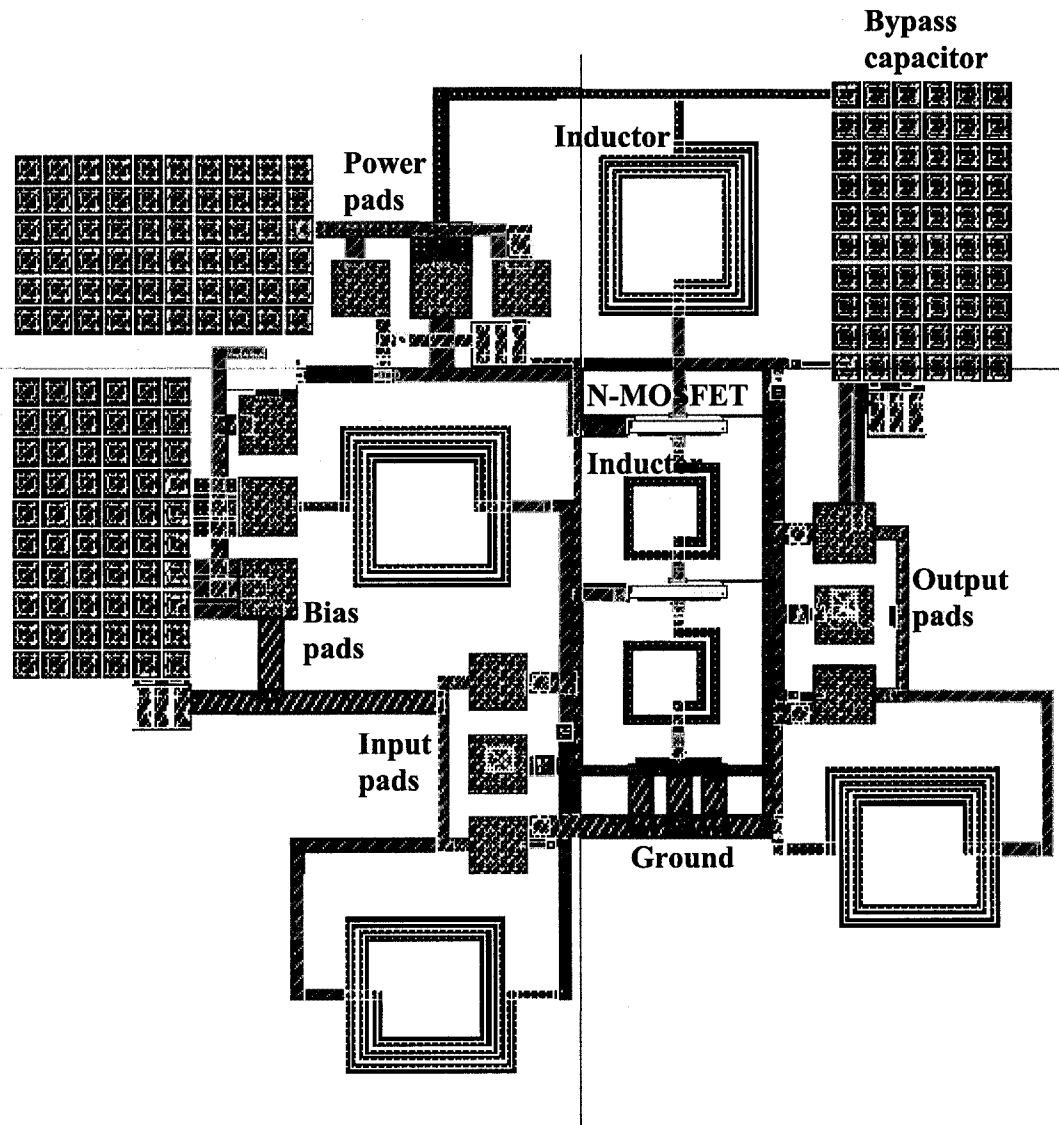 Bypass
capacitor
Inductor
Power
pads
N-MOSFET
Inductor
Output
pads
Bias
pads
Input
pads
Ground